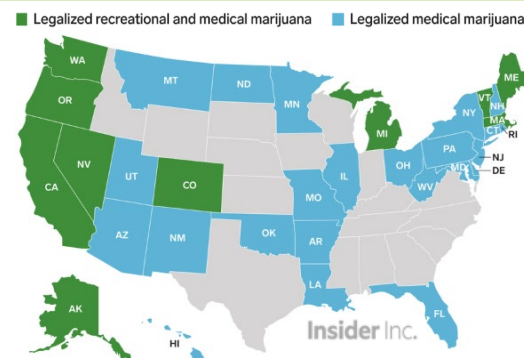 Legalized recreational and medical marijuana
Legalized medical marijuana
WA
MT
ND
MN
ME
VT
NH
OR
NY
MA
MI
CT
RI
PA
NJ
NV
OH
IL
MD
DE
UT
CO
CA
MO
WV
AZ
NM
OK
AR
LA
FL
AK
HI
Insider Inc.